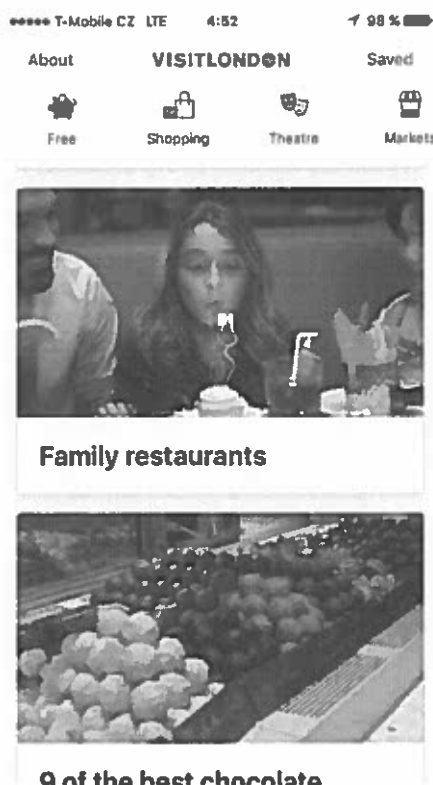 T-Mobile CZ LTE 4:52 98 %
About VISITLONDON Saved
Free Shopping Theatre Markets
Family restaurants
9 of the best chocolate